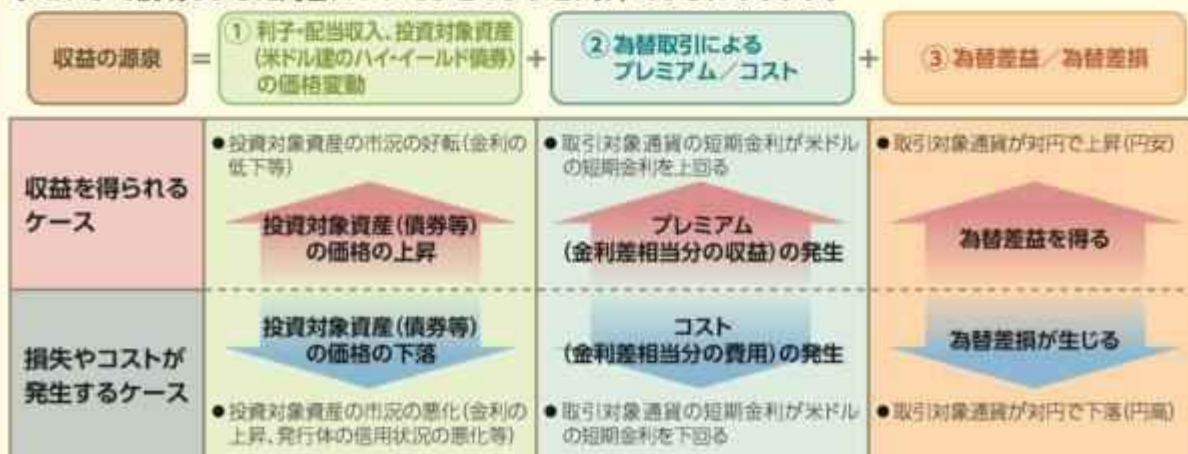 収益の源泉
=
① 利子・配当収入、投資対象資産
(米ドル建のハイ・イールド債券)
の価格変動
+
② 為替取引による
プレミアム／コスト
+
③ 為替差益／為替差損
収益を得られる
ケース
●投資対象資産の市況の好転(金利の
低下等)
投資対象資産(債券等)
の価格の上昇
●取引対象通貨の短期金利が米ドル
の短期金利を上回る
プレミアム
(金利差相当分の収益)の発生
●取引対象通貨が対円で上昇(円安)
為替差益を得る
損失やコストが
発生するケース
投資対象資産(債券等)
の価格の下落
●投資対象資産の市況の悪化(金利の
上昇、発行体の信用状況の悪化等)
コスト
(金利差相当分の費用)の発生
●取引対象通貨の短期金利が米ドル
の短期金利を下回る
為替差損が生じる
●取引対象通貨が対円で下落(円高)